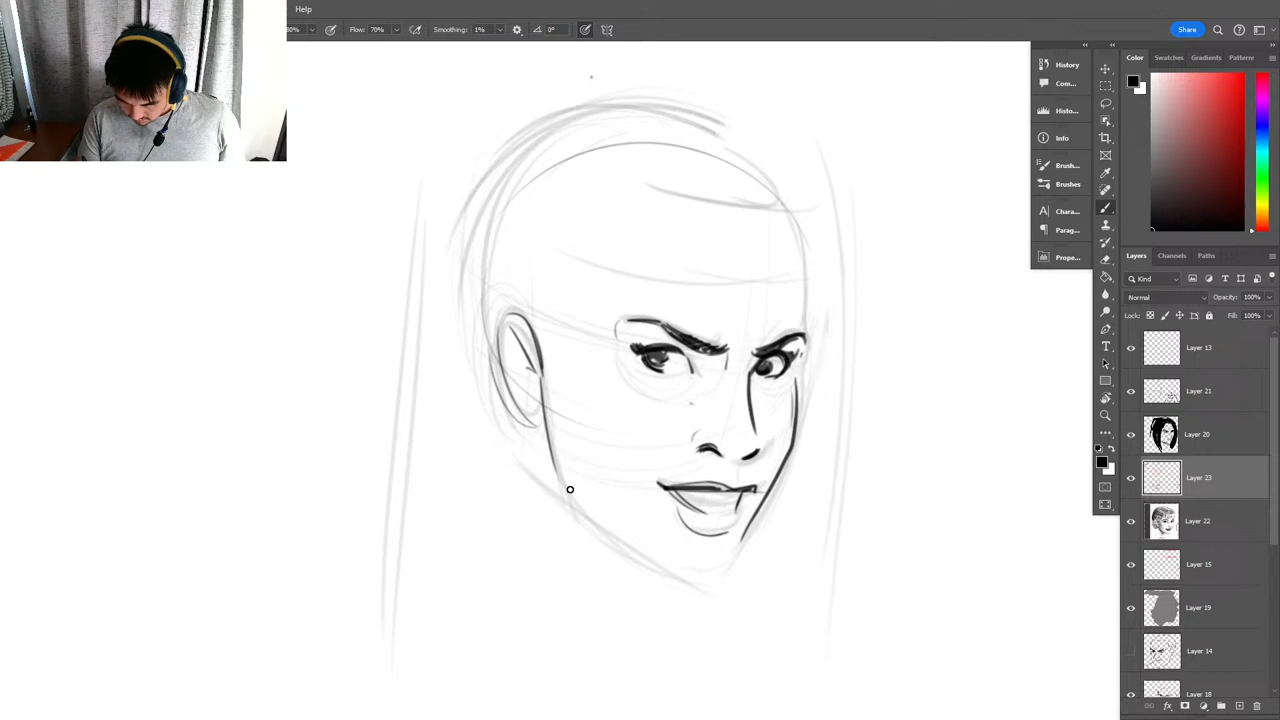 Help
80%
Flow: 70%
Smoothing: 1%
0°
Share
History
Com...
Histo...
Info
Brush...
Brushes
Chara...
Parag...
Prope...
Color
Swatches
Gradients
Pattern
Layers
Channels
Paths
Kind
Normal
Opacity: 100%
Lock:
Fill: 100%
Layer 13
Layer 21
Layer 20
Layer 23
Layer 22
Layer 15
Layer 19
Layer 14
Layer 18